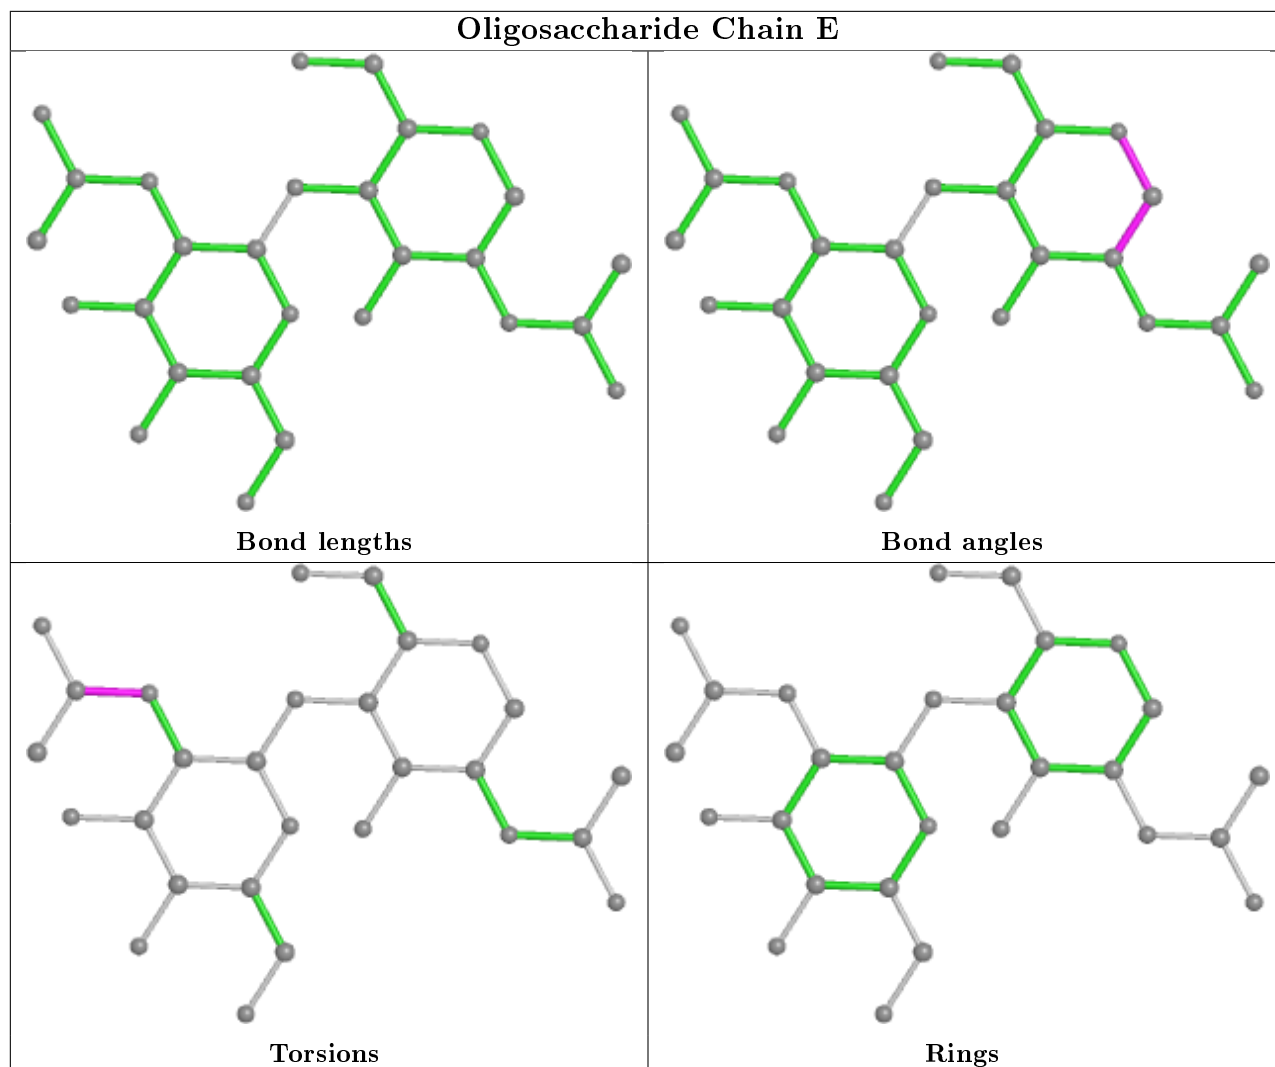 Oligosaccharide Chain E
Bond lengths
Bond angles
Torsions
Rings